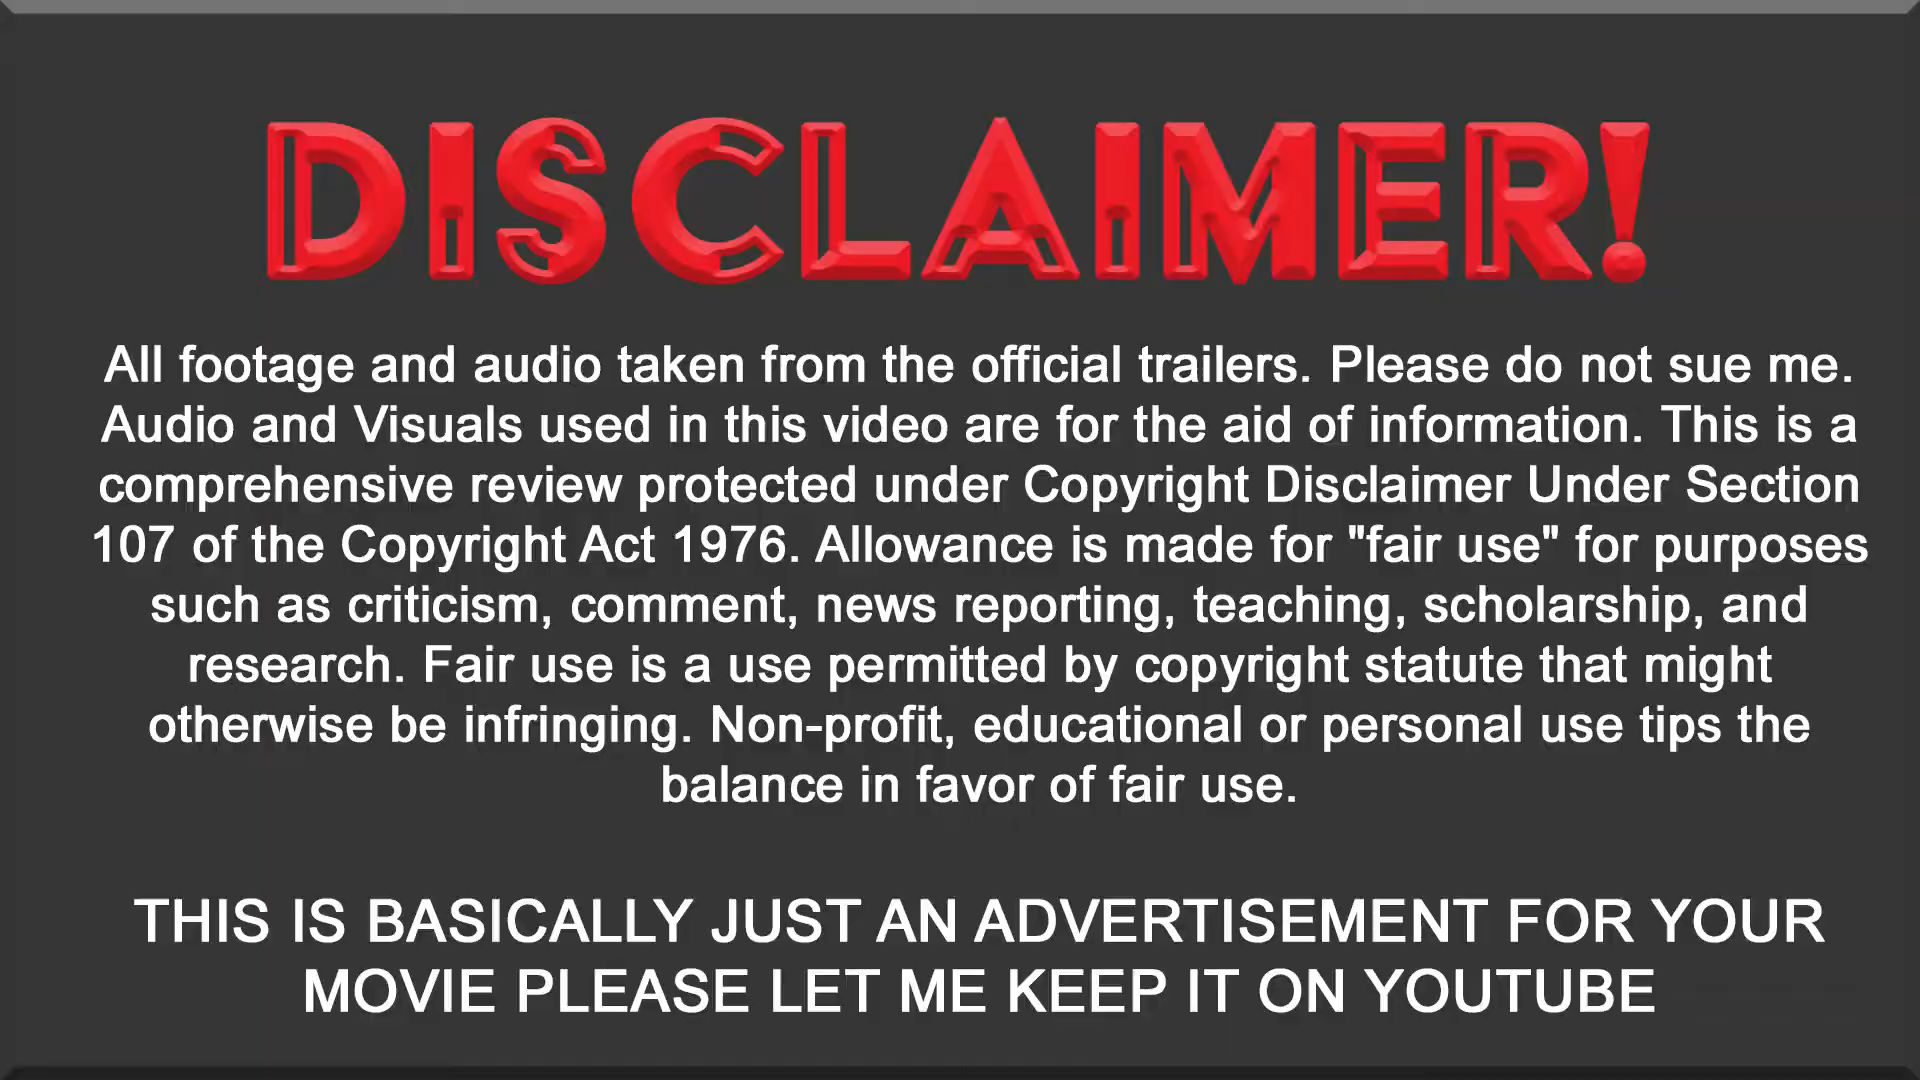 DISCLAIMER!
All footage and audio taken from the official trailers. Please do not sue me.
Audio and Visuals used in this video are for the aid of information. This is a
comprehensive review protected under Copyright Disclaimer Under Section
107 of the Copyright Act 1976. Allowance is made for "fair use" for purposes
such as criticism, comment, news reporting, teaching, scholarship, and
research. Fair use is a use permitted by copyright statute that might
otherwise be infringing. Non-profit, educational or personal use tips the
balance in favor of fair use.
THIS IS BASICALLY JUST AN ADVERTISEMENT FOR YOUR
MOVIE PLEASE LET ME KEEP IT ON YOUTUBE